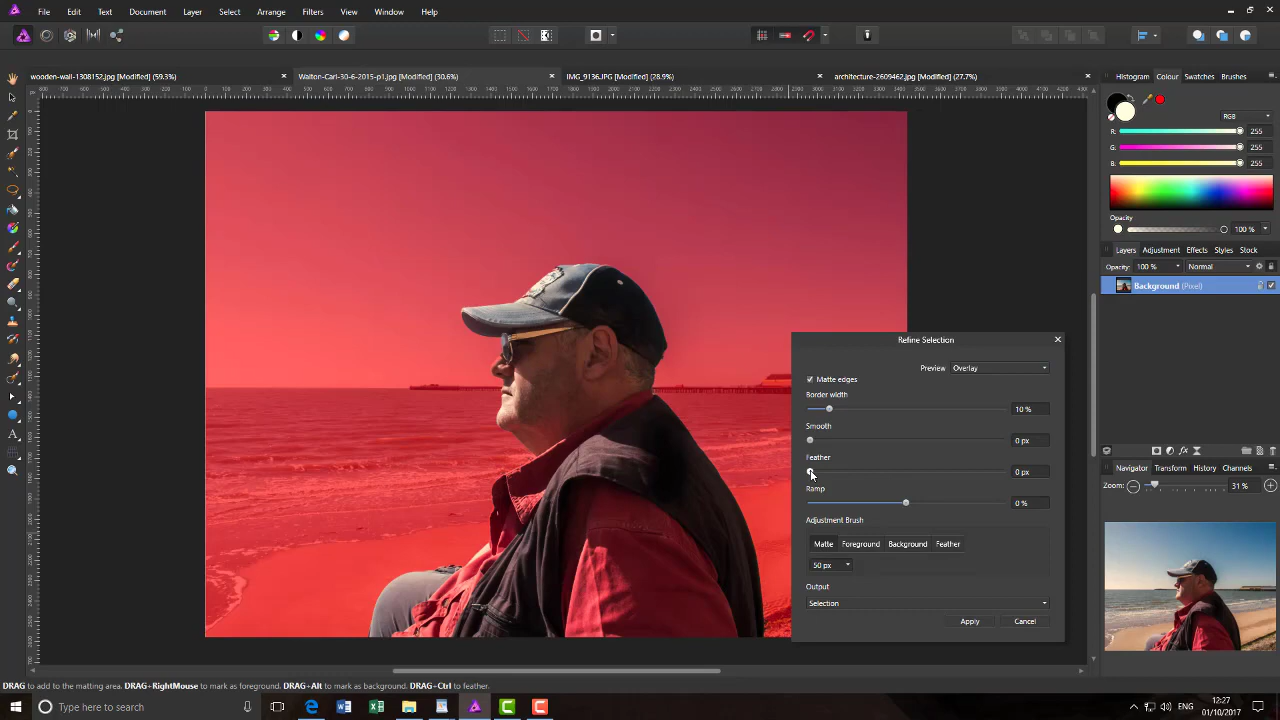 File Edit Text Document Layer Select Arrange Filters View Window Help
wooden-wall-1308152.jpg [Modified] (59.3%)
Walton-Carl-30-6-2015-p1.jpg [Modified] (30.6%)
IMG_9136.JPG [Modified] (28.9%)
architecture-2609462.jpg [Modified] (27.7%)
Histogram Colour Swatches Brushes
RGB
R: 255
G: 255
B: 255
Opacity
100 %
Layers Adjustment Effects Styles Stock
Opacity: 100 % Normal
Background (Pixel)
Refine Selection
Preview Overlay
Matte edges
Border width
10 %
Smooth
0 px
Feather
0 px
Ramp
0 %
Adjustment Brush
Matte Foreground Background Feather
50 px
Output
Selection
Apply Cancel
Navigator Transform History Channels
Zoom: 31 %
DRAG to add to the matting area. DRAG+RightMouse to mark as foreground. DRAG+Alt to mark as background. DRAG+Ctrl to feather.
Type here to search
ENG
12:27
01/10/2017